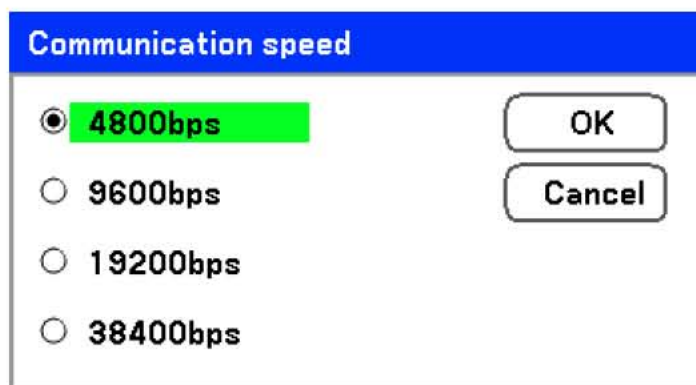 Communication speed
4800bps
OK
9600bps
Cancel
19200bps
38400bps